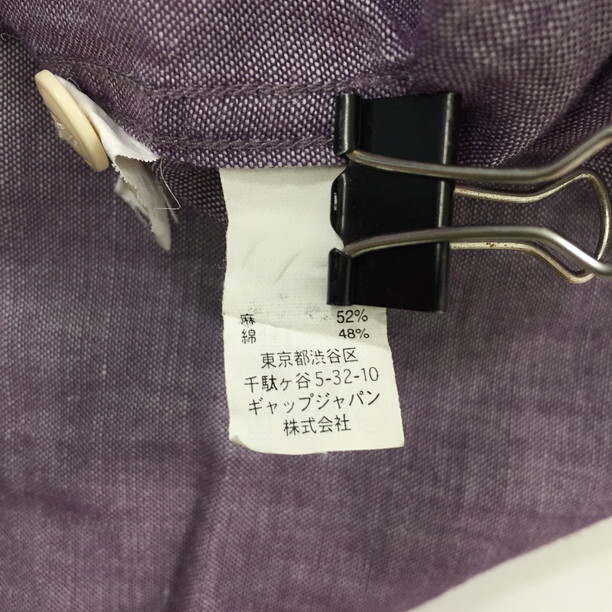 麻 52%
綿 48%
東京都渋谷区
千駄ヶ谷5-32-10
ギャップジャパン
株式会社